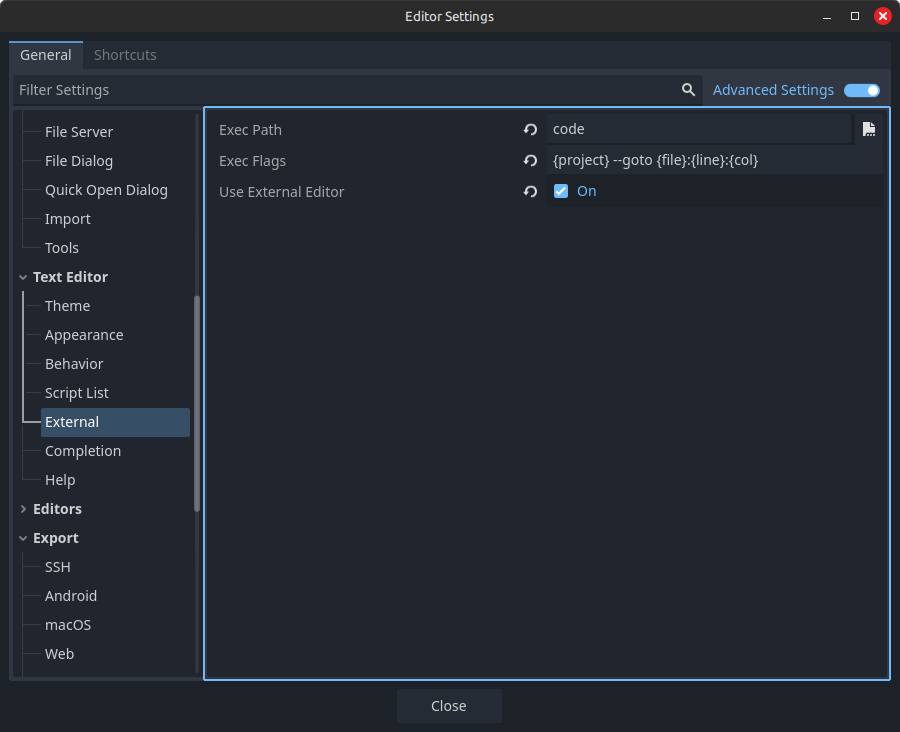 Editor Settings
General
Shortcuts
Filter Settings
Advanced Settings
File Server
File Dialog
Quick Open Dialog
Import
Tools
Text Editor
Theme
Appearance
Behavior
Script List
External
Completion
Help
Editors
Export
SSH
Android
macOS
Web
Exec Path
code
Exec Flags
{project} --goto {file}:{line}:{col}
Use External Editor
On
Close